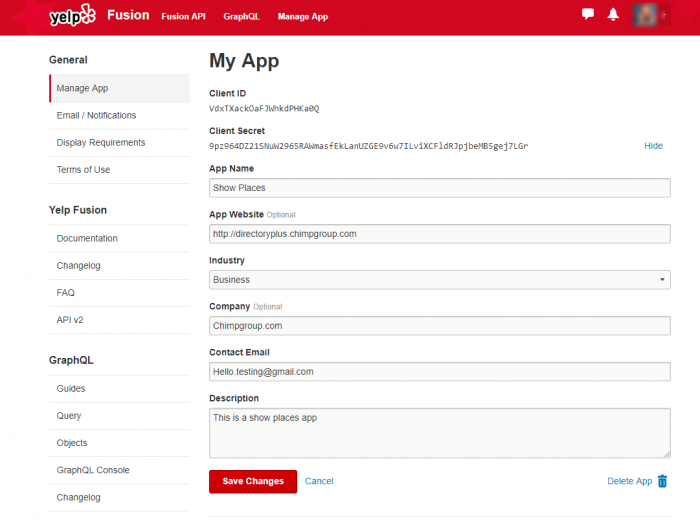 yelp Fusion Fusion API GraphQL Manage App
General
Manage App
Email / Notifications
Display Requirements
Terms of Use
Yelp Fusion
Documentation
Changelog
FAQ
API v2
GraphQL
Guides
Query
Objects
GraphQL Console
Changelog
My App
Client ID
VdxTXackOaFJWhkdPHKa0Q
Client Secret
9pz964DZ21SNuW2965RAWmasfEkLanUZGE9v6w7ILviXCFldRJpjbeMB5gej7LGr Hide
App Name
Show Places
App Website Optional
http://directoryplus.chimpgroup.com
Industry
Business
Company Optional
Chimpgroup.com
Contact Email
Hello.testing@gmail.com
Description
This is a show places app
Save Changes Cancel Delete App